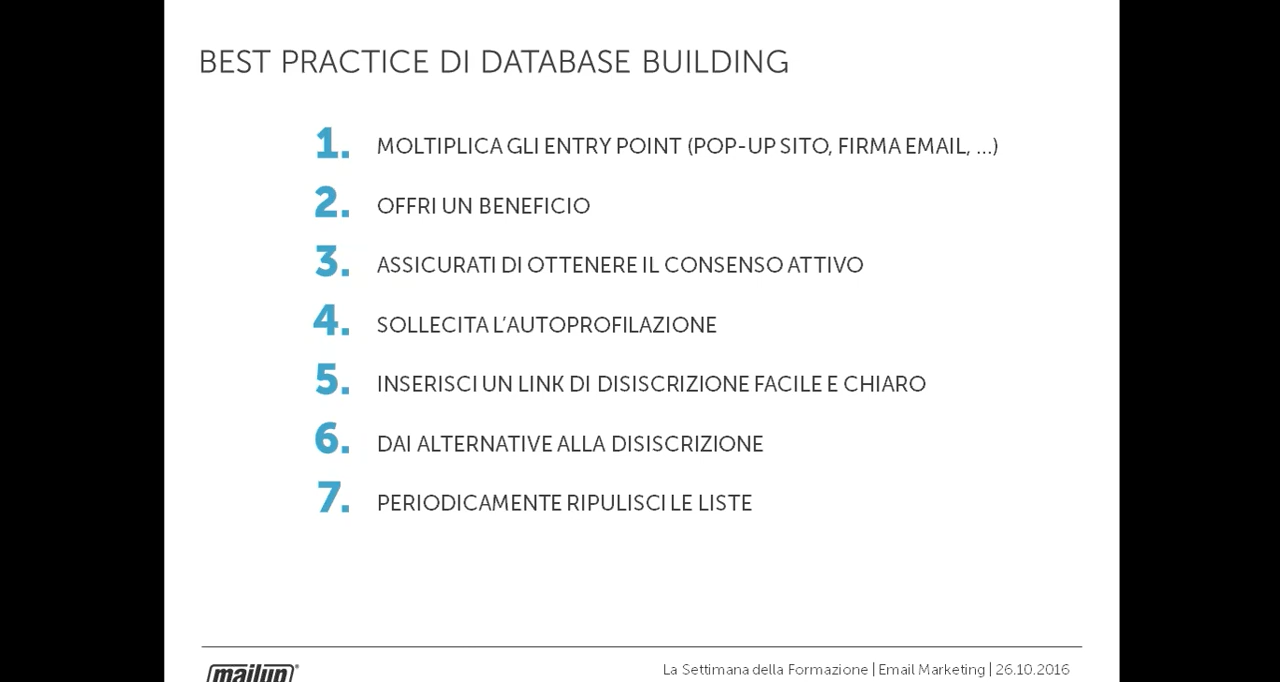 BEST PRACTICE DI DATABASE BUILDING
1. MOLTIPLICA GLI ENTRY POINT (POP-UP SITO, FIRMA EMAIL, ...)
2. OFFRI UN BENEFICIO
3. ASSICURATI DI OTTENERE IL CONSENSO ATTIVO
4. SOLLECITA L'AUTOPROFILAZIONE
5. INSERISCI UN LINK DI DISISCRIZIONE FACILE E CHIARO
6. DAI ALTERNATIVE ALLA DISISCRIZIONE
7. PERIODICAMENTE RIPULISCI LE LISTE
mailup®
La Settimana della Formazione | Email Marketing | 26.10.2016